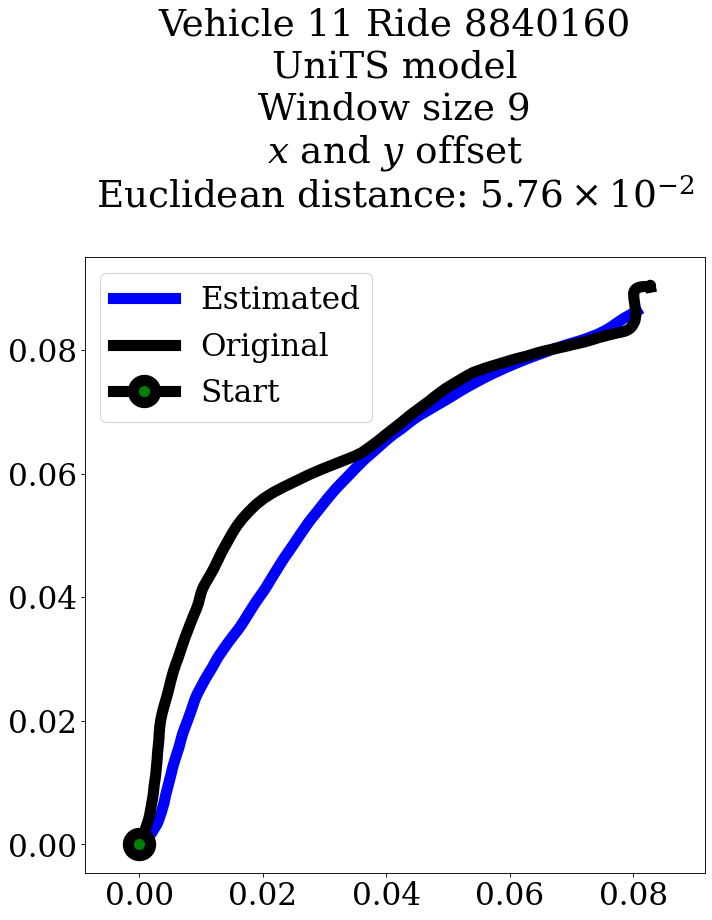 Vehicle 11 Ride 8840160
UniTS model
Window size 9
x and y offset
Euclidean distance: 5.76 × 10⁻²
Estimated
Original
Start
0.08
0.06
0.04
0.02
0.00
0.00 0.02 0.04 0.06 0.08